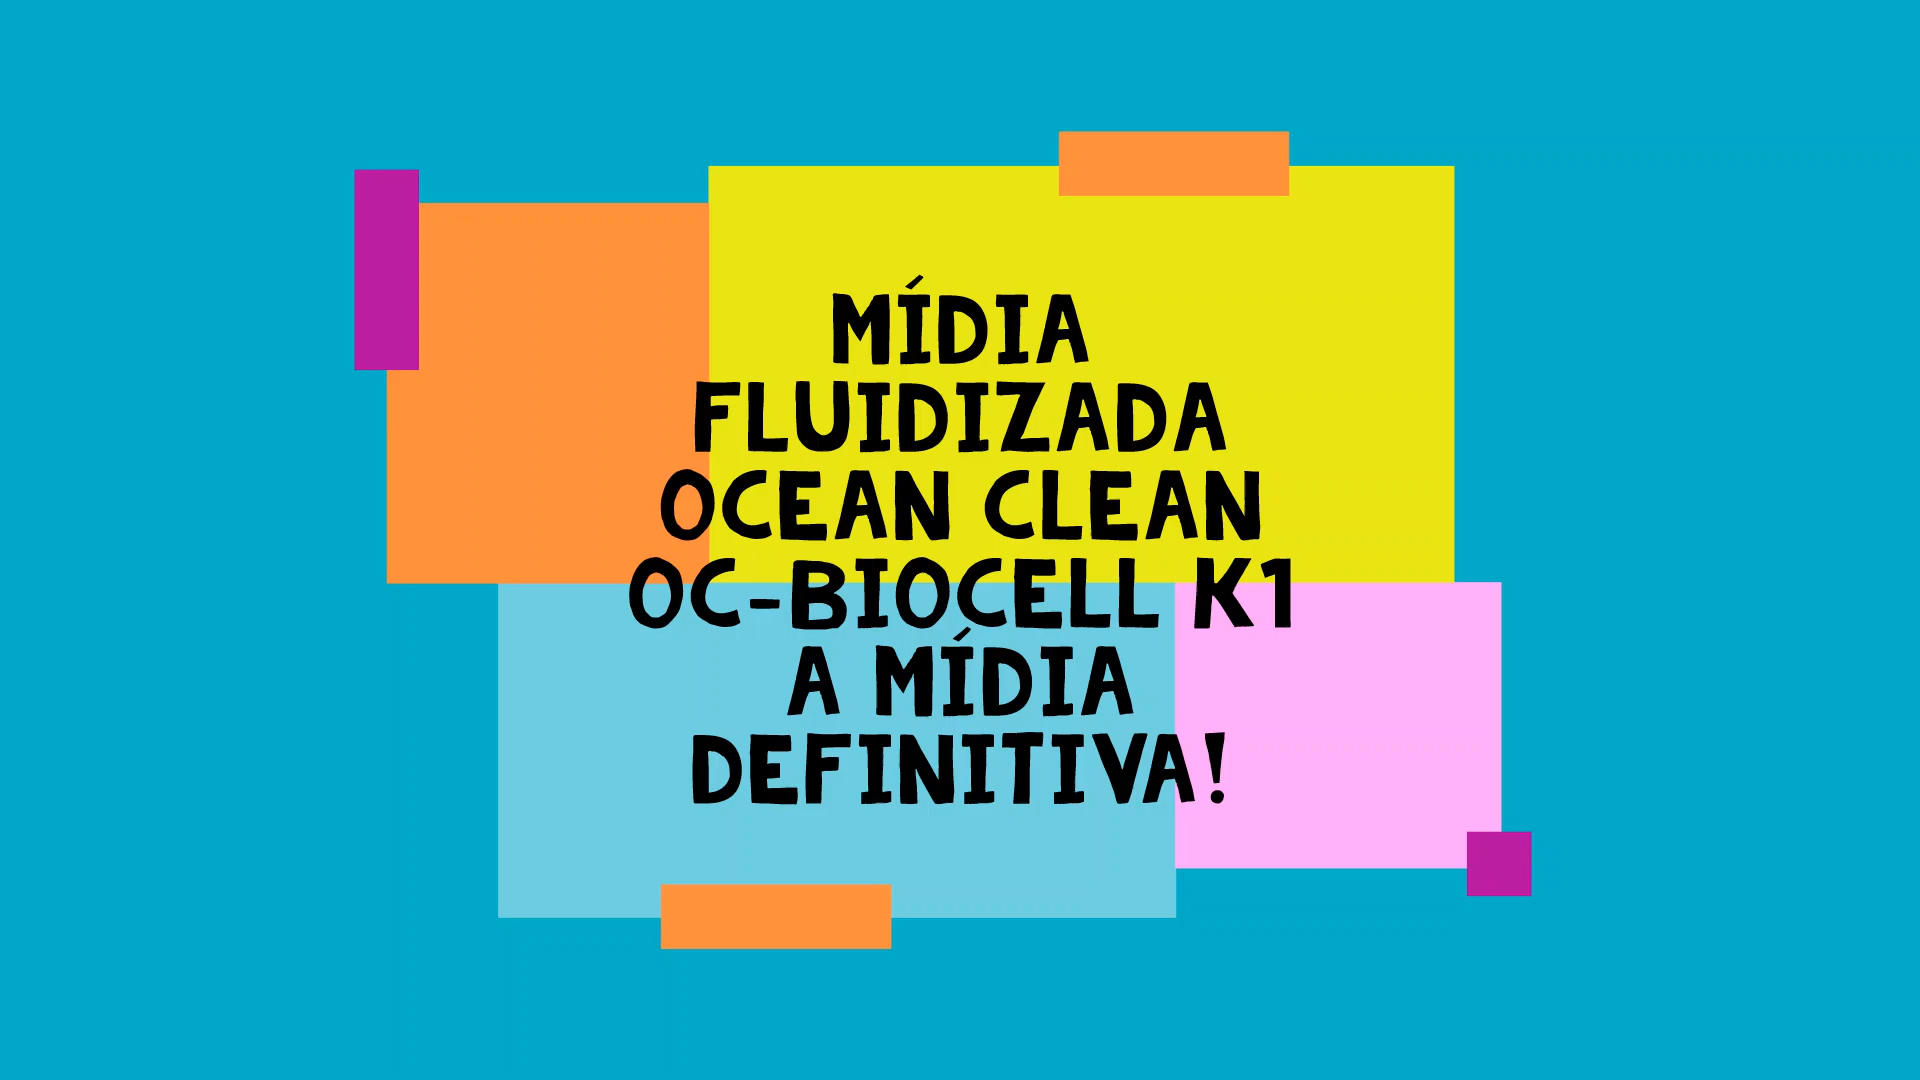 MÍDIA
FLUIDIZADA
OCEAN CLEAN
OC-BIOCELL K1
A MÍDIA
DEFINITIVA!